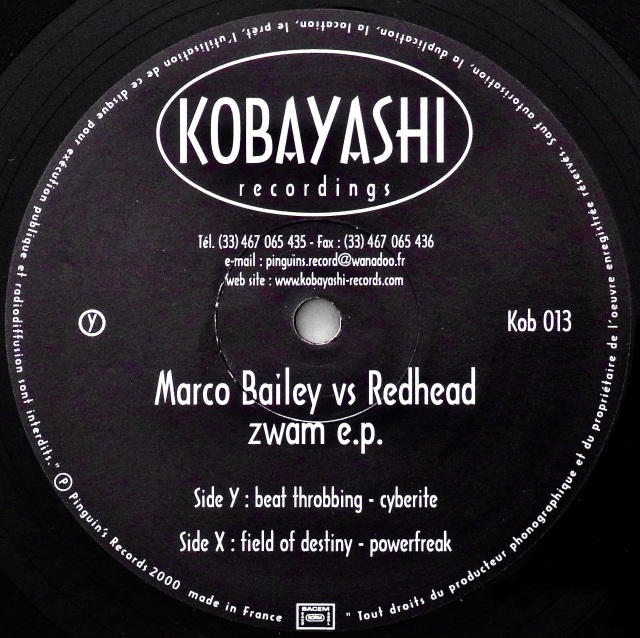 KOBAYASHI
recordings
Tél. (33) 467 065 435 - Fax : (33) 467 065 436
e-mail : pinguins.record@wanadoo.fr
web site : www.kobayashi-records.com
Y
Kob 013
Marco Bailey vs Redhead
zwam e.p.
Side Y : beat throbbing - cyberite
Side X : field of destiny - powerfreak
" Tout droits du producteur phonographique et du propriétaire de l'oeuvre enregistrée réservés. Sauf autorisation, la duplication, la location, le prêt, l'utilisation de ce disque pour exécution publique et radiodiffusion sont interdits. " Ⓟ Pinguin's Records 2000 made in France
SACEM